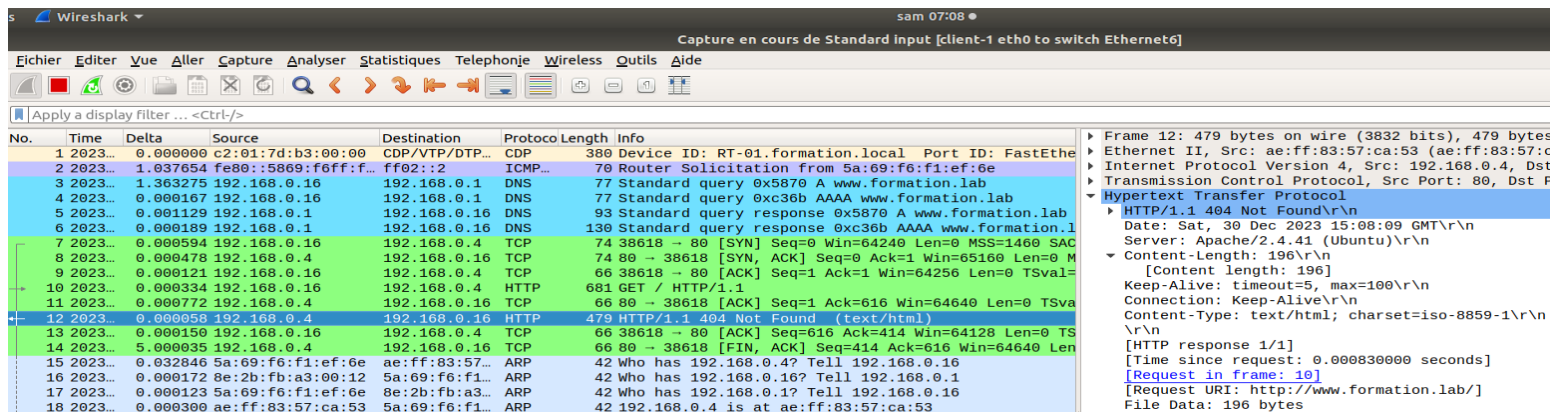 s Wireshark ▾ sam 07:08 ●
Capture en cours de Standard input [client-1 eth0 to switch Ethernet6]
Fichier Editer Vue Aller Capture Analyser Statistiques Telephonie Wireless Outils Aide
Apply a display filter ... <Ctrl-/>
No. Time Delta Source Destination Protoco Length Info
1 2023… 0.000000 c2:01:7d:b3:00:00 CDP/VTP/DTP… CDP 380 Device ID: RT-01.formation.local Port ID: FastEthe
2 2023… 1.037654 fe80::5869:f6ff:f… ff02::2 ICMP… 70 Router Solicitation from 5a:69:f6:f1:ef:6e
3 2023… 1.363275 192.168.0.16 192.168.0.1 DNS 77 Standard query 0x5870 A www.formation.lab
4 2023… 0.000167 192.168.0.16 192.168.0.1 DNS 77 Standard query 0xc36b AAAA www.formation.lab
5 2023… 0.001129 192.168.0.1 192.168.0.16 DNS 93 Standard query response 0x5870 A www.formation.lab
6 2023… 0.000189 192.168.0.1 192.168.0.16 DNS 130 Standard query response 0xc36b AAAA www.formation.l
7 2023… 0.000594 192.168.0.16 192.168.0.4 TCP 74 38618 → 80 [SYN] Seq=0 Win=64240 Len=0 MSS=1460 SAC
8 2023… 0.000478 192.168.0.4 192.168.0.16 TCP 74 80 → 38618 [SYN, ACK] Seq=0 Ack=1 Win=65160 Len=0 M
9 2023… 0.000121 192.168.0.16 192.168.0.4 TCP 66 38618 → 80 [ACK] Seq=1 Ack=1 Win=64256 Len=0 TSval=
10 2023… 0.000334 192.168.0.16 192.168.0.4 HTTP 681 GET / HTTP/1.1
11 2023… 0.000772 192.168.0.4 192.168.0.16 TCP 66 80 → 38618 [ACK] Seq=1 Ack=616 Win=64640 Len=0 TSva
12 2023… 0.000058 192.168.0.4 192.168.0.16 HTTP 479 HTTP/1.1 404 Not Found (text/html)
13 2023… 0.000150 192.168.0.16 192.168.0.4 TCP 66 38618 → 80 [ACK] Seq=616 Ack=414 Win=64128 Len=0 TS
14 2023… 5.000035 192.168.0.4 192.168.0.16 TCP 66 80 → 38618 [FIN, ACK] Seq=414 Ack=616 Win=64640 Len
15 2023… 0.032846 5a:69:f6:f1:ef:6e ae:ff:83:57… ARP 42 Who has 192.168.0.4? Tell 192.168.0.16
16 2023… 0.000172 8e:2b:fb:a3:00:12 5a:69:f6:f1… ARP 42 Who has 192.168.0.16? Tell 192.168.0.1
17 2023… 0.000123 5a:69:f6:f1:ef:6e 8e:2b:fb:a3… ARP 42 Who has 192.168.0.1? Tell 192.168.0.16
18 2023… 0.000300 ae:ff:83:57:ca:53 5a:69:f6:f1… ARP 42 192.168.0.4 is at ae:ff:83:57:ca:53
Frame 12: 479 bytes on wire (3832 bits), 479 bytes
Ethernet II, Src: ae:ff:83:57:ca:53 (ae:ff:83:57:c
Internet Protocol Version 4, Src: 192.168.0.4, Dst
Transmission Control Protocol, Src Port: 80, Dst P
Hypertext Transfer Protocol
HTTP/1.1 404 Not Found\r\n
Date: Sat, 30 Dec 2023 15:08:09 GMT\r\n
Server: Apache/2.4.41 (Ubuntu)\r\n
Content-Length: 196\r\n
[Content length: 196]
Keep-Alive: timeout=5, max=100\r\n
Connection: Keep-Alive\r\n
Content-Type: text/html; charset=iso-8859-1\r\n
\r\n
[HTTP response 1/1]
[Time since request: 0.000830000 seconds]
[Request in frame: 10]
[Request URI: http://www.formation.lab/]
File Data: 196 bytes